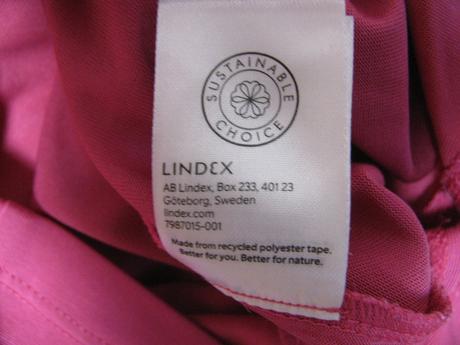 SUSTAINABLE
CHOICE
LINDEX
AB Lindex, Box 233, 401 23
Göteborg, Sweden
lindex.com
7987015-001
Made from recycled polyester tape.
Better for you. Better for nature.